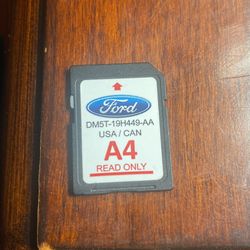 Ford
DM5T-19H449-AA
USA / CAN
A4
READ ONLY